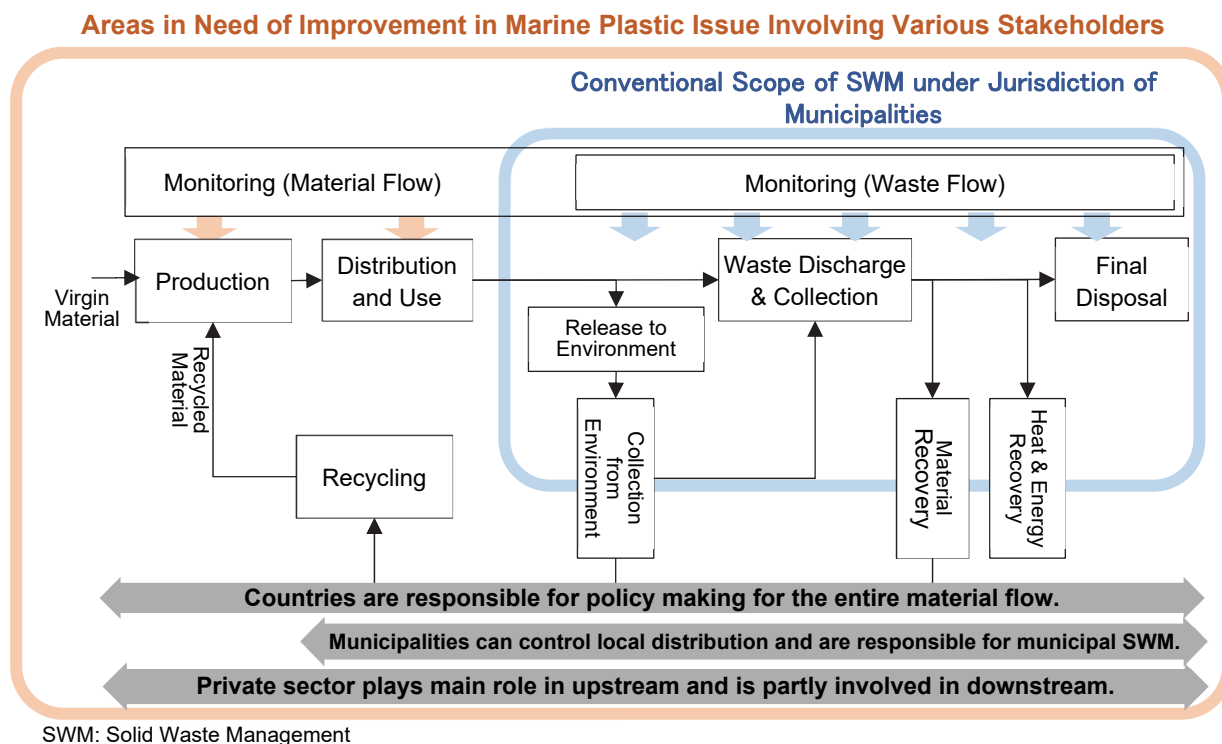 Areas in Need of Improvement in Marine Plastic Issue Involving Various Stakeholders
Conventional Scope of SWM under Jurisdiction of
Municipalities
Monitoring (Material Flow)
Monitoring (Waste Flow)
Virgin
Material
Production
Distribution
and Use
Waste Discharge
& Collection
Final
Disposal
Release to
Environment
Recycled
Material
Recycling
Collection
from
Environment
Material
Recovery
Heat & Energy
Recovery
Countries are responsible for policy making for the entire material flow.
Municipalities can control local distribution and are responsible for municipal SWM.
Private sector plays main role in upstream and is partly involved in downstream.
SWM: Solid Waste Management